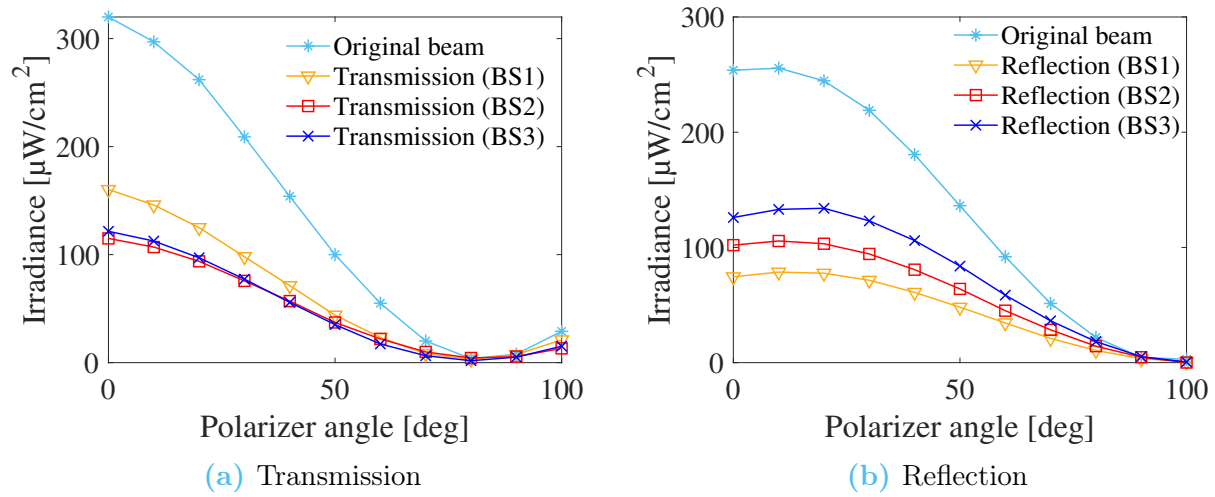 300
200
100
0
0
50
100
Irradiance [µW/cm²]
Polarizer angle [deg]
Original beam
Transmission (BS1)
Transmission (BS2)
Transmission (BS3)
(a) Transmission
300
200
100
0
0
50
100
Irradiance [µW/cm²]
Polarizer angle [deg]
Original beam
Reflection (BS1)
Reflection (BS2)
Reflection (BS3)
(b) Reflection